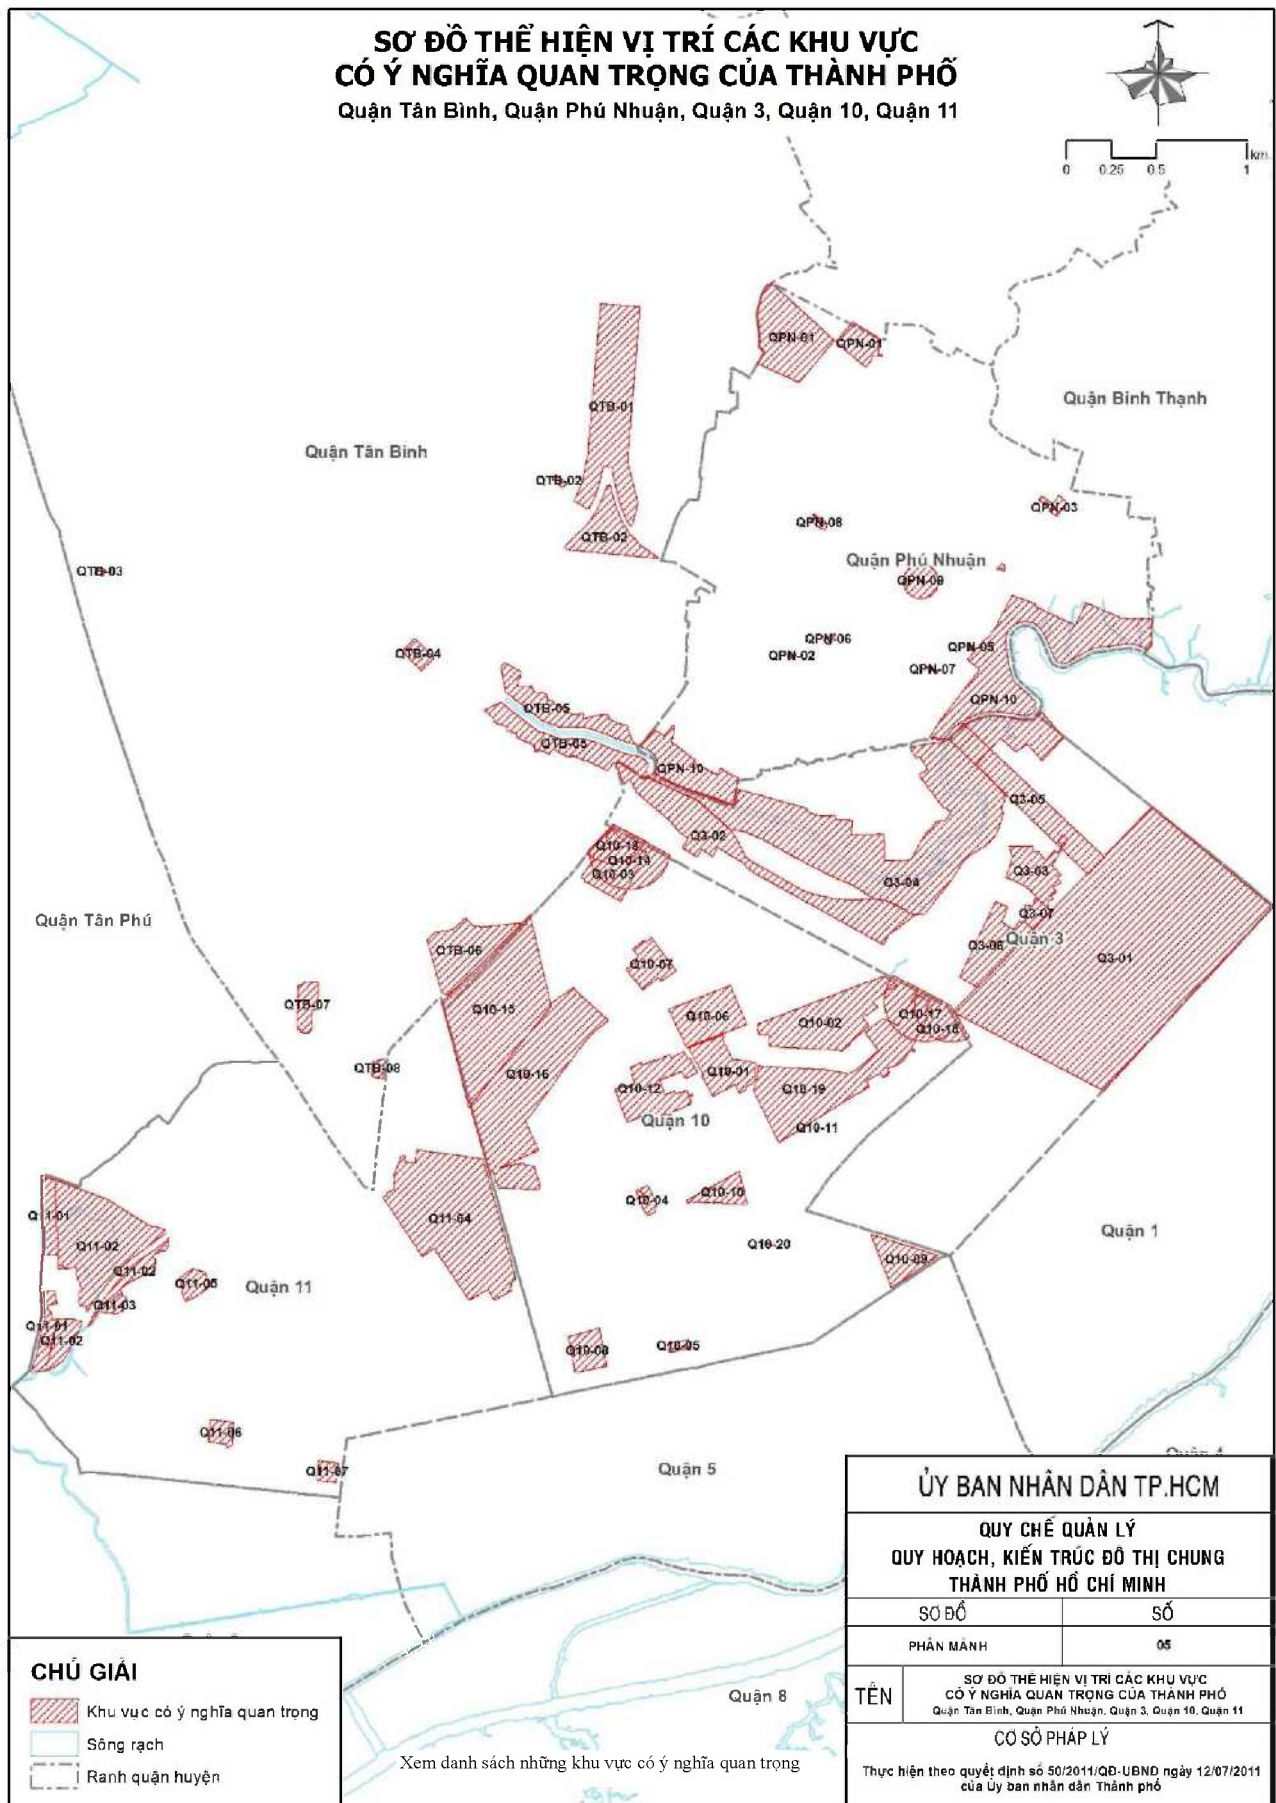 SƠ ĐỒ THỂ HIỆN VỊ TRÍ CÁC KHU VỰC
CÓ Ý NGHĨA QUAN TRỌNG CỦA THÀNH PHỐ
Quận Tân Bình, Quận Phú Nhuận, Quận 3, Quận 10, Quận 11
km
0 0.25 0.5 1
QPN-01
QPN-01
Quận Bình Thạnh
QTB-01
Quận Tân Bình
QTB-02
QPN-03
QPN-08
QTB-02
Quận Phú Nhuận
QTB-03
QPN-09
QPN-06
QPN-05
QTB-04
QPN-02
QPN-07
QPN-10
QTB-05
QTB-05
QPN-10
Q3-05
Q3-02
Q10-14
Q3-03
Q10-03
Q3-04
Q3-07
Quận Tân Phú
Quận 3
QTB-06
Q3-01
Q10-07
QTB-07
Q10-15
Q10-06
Q10-02
Q10-17
Q10-18
QTB-08
Q10-16
Q10-01
Q10-12
Q10-19
Quận 10
Q10-11
Q10-04
Q10-10
Q11-01
Q11-04
Quận 1
Q11-02
Q10-20
Q10-09
Q11-02
Q11-05
Quận 11
Q11-03
Q11-01
Q11-02
Q10-08
Q10-05
Q11-06
Q11-07
Quận 5
ỦY BAN NHÂN DÂN TP.HCM
QUY CHẾ QUẢN LÝ
QUY HOẠCH, KIẾN TRÚC ĐÔ THỊ CHUNG
THÀNH PHỐ HỒ CHÍ MINH
SƠ ĐỒ SỐ
PHÂN MẢNH 05
TÊN
SƠ ĐỒ THỂ HIỆN VỊ TRÍ CÁC KHU VỰC
CÓ Ý NGHĨA QUAN TRỌNG CỦA THÀNH PHỐ
Quận Tân Bình, Quận Phú Nhuận, Quận 3, Quận 10, Quận 11
CƠ SỞ PHÁP LÝ
Thực hiện theo quyết định số 50/2011/QĐ-UBND ngày 12/07/2011
của Ủy ban nhân dân Thành phố
CHÚ GIẢI
Khu vực có ý nghĩa quan trọng
Sông rạch
Ranh quận huyện
Quận 8
Xem danh sách những khu vực có ý nghĩa quan trọng